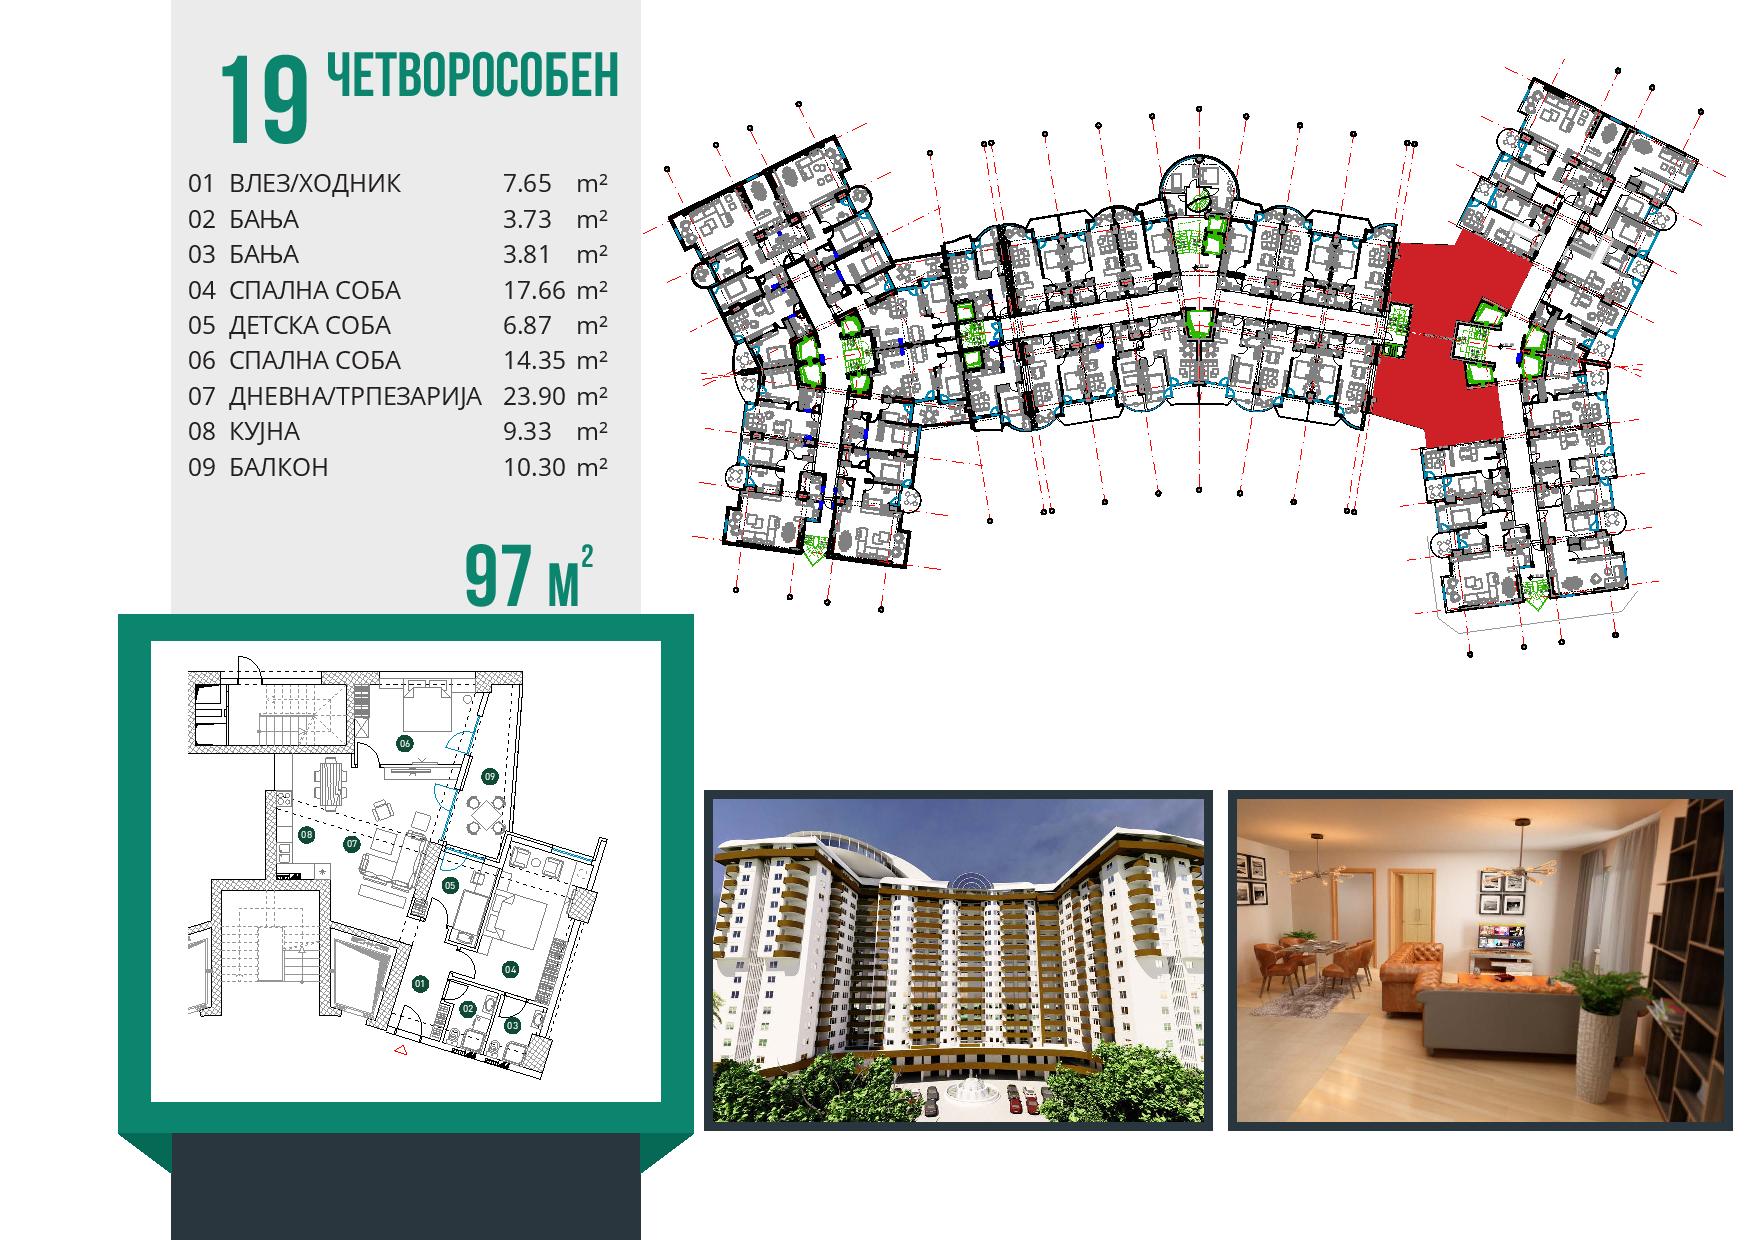 19 ЧЕТВОРОСОБЕН
01 ВЛЕЗ/ХОДНИК 7.65 m²
02 БАЊА 3.73 m²
03 БАЊА 3.81 m²
04 СПАЛНА СОБА 17.66 m²
05 ДЕТСКА СОБА 6.87 m²
06 СПАЛНА СОБА 14.35 m²
07 ДНЕВНА/ТРПЕЗАРИЈА 23.90 m²
08 КУЈНА 9.33 m²
09 БАЛКОН 10.30 m²
97 м²
06
09
08
07
05
04
01
02
03